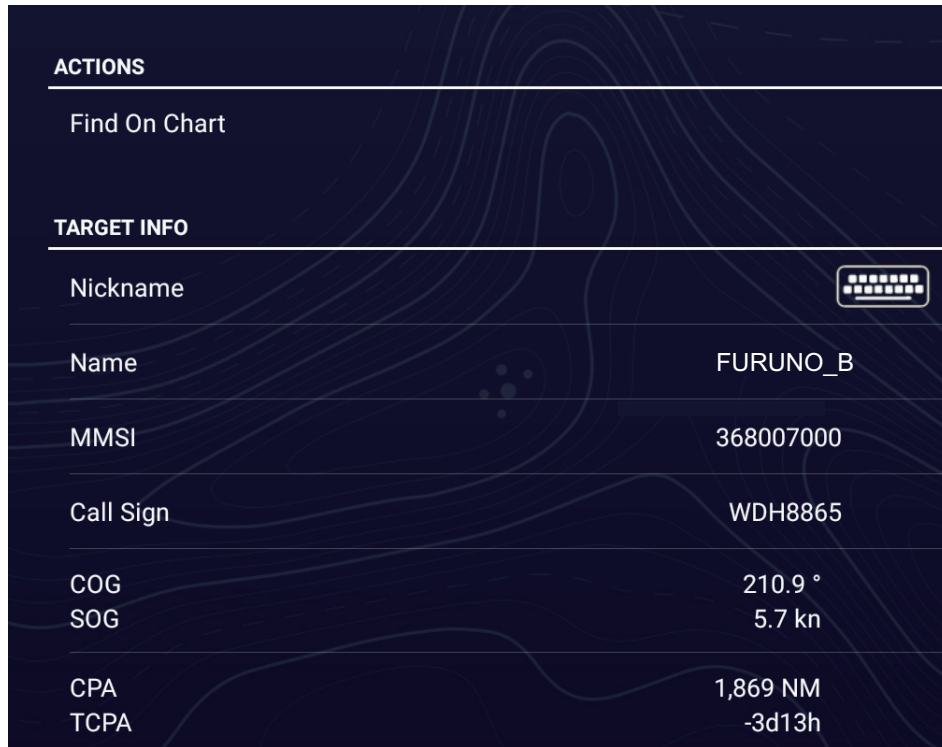 ACTIONS
Find On Chart
TARGET INFO
Nickname
Name FURUNO_B
MMSI 368007000
Call Sign WDH8865
COG 210.9 °
SOG 5.7 kn
CPA 1,869 NM
TCPA -3d13h